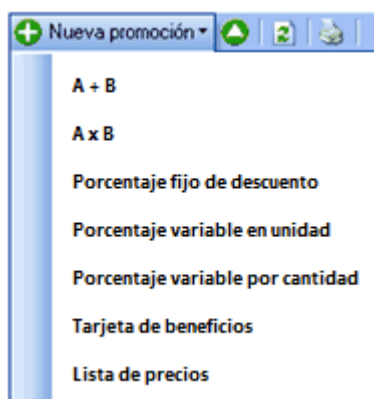 Nueva promoción
A + B
A x B
Porcentaje fijo de descuento
Porcentaje variable en unidad
Porcentaje variable por cantidad
Tarjeta de beneficios
Lista de precios